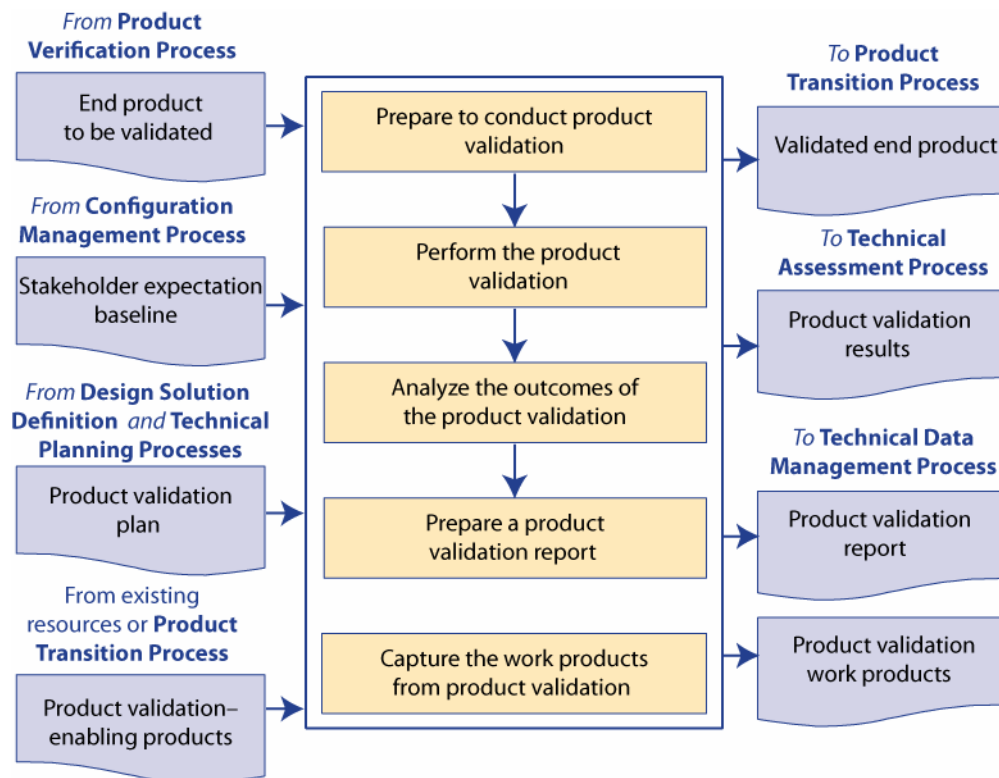 From Product
Verification Process
End product
to be validated
From Configuration
Management Process
Stakeholder expectation
baseline
From Design Solution
Definition and Technical
Planning Processes
Product validation
plan
From existing
resources or Product
Transition Process
Product validation–
enabling products
Prepare to conduct product
validation
Perform the product
validation
Analyze the outcomes of
the product validation
Prepare a product
validation report
Capture the work products
from product validation
To Product
Transition Process
Validated end product
To Technical
Assessment Process
Product validation
results
To Technical Data
Management Process
Product validation
report
Product validation
work products